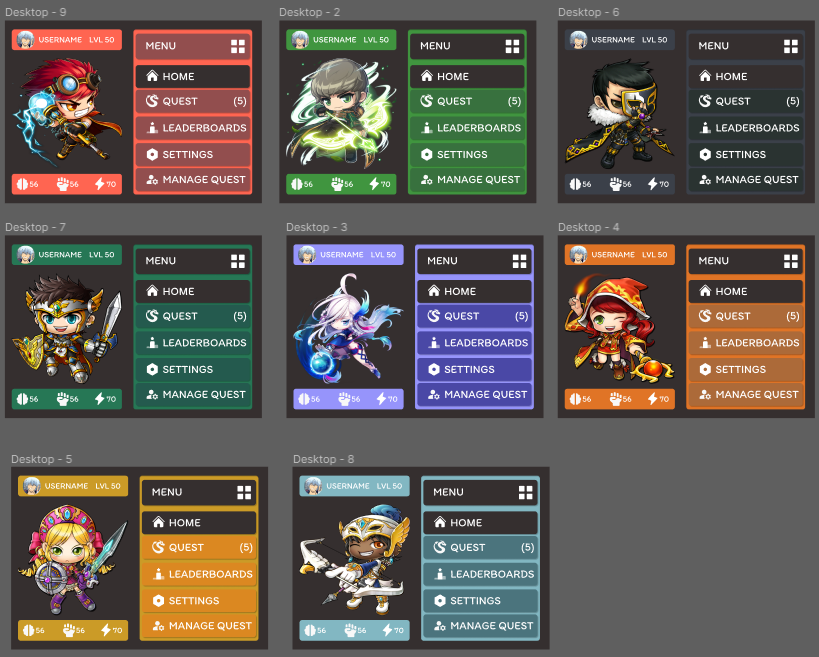 Desktop - 9
USERNAME LVL 50
MENU
HOME
QUEST (5)
LEADERBOARDS
SETTINGS
MANAGE QUEST
56 56 70
Desktop - 2
USERNAME LVL 50
MENU
HOME
QUEST (5)
LEADERBOARDS
SETTINGS
MANAGE QUEST
56 56 70
Desktop - 6
USERNAME LVL 50
MENU
HOME
QUEST (5)
LEADERBOARDS
SETTINGS
MANAGE QUEST
56 56 70
Desktop - 7
USERNAME LVL 50
MENU
HOME
QUEST (5)
LEADERBOARDS
SETTINGS
MANAGE QUEST
56 56 70
Desktop - 3
USERNAME LVL 50
MENU
HOME
QUEST (5)
LEADERBOARDS
SETTINGS
MANAGE QUEST
56 56 70
Desktop - 4
USERNAME LVL 50
MENU
HOME
QUEST (5)
LEADERBOARDS
SETTINGS
MANAGE QUEST
56 56 70
Desktop - 5
USERNAME LVL 50
MENU
HOME
QUEST (5)
LEADERBOARDS
SETTINGS
MANAGE QUEST
56 56 70
Desktop - 8
USERNAME LVL 50
MENU
HOME
QUEST (5)
LEADERBOARDS
SETTINGS
MANAGE QUEST
56 56 70